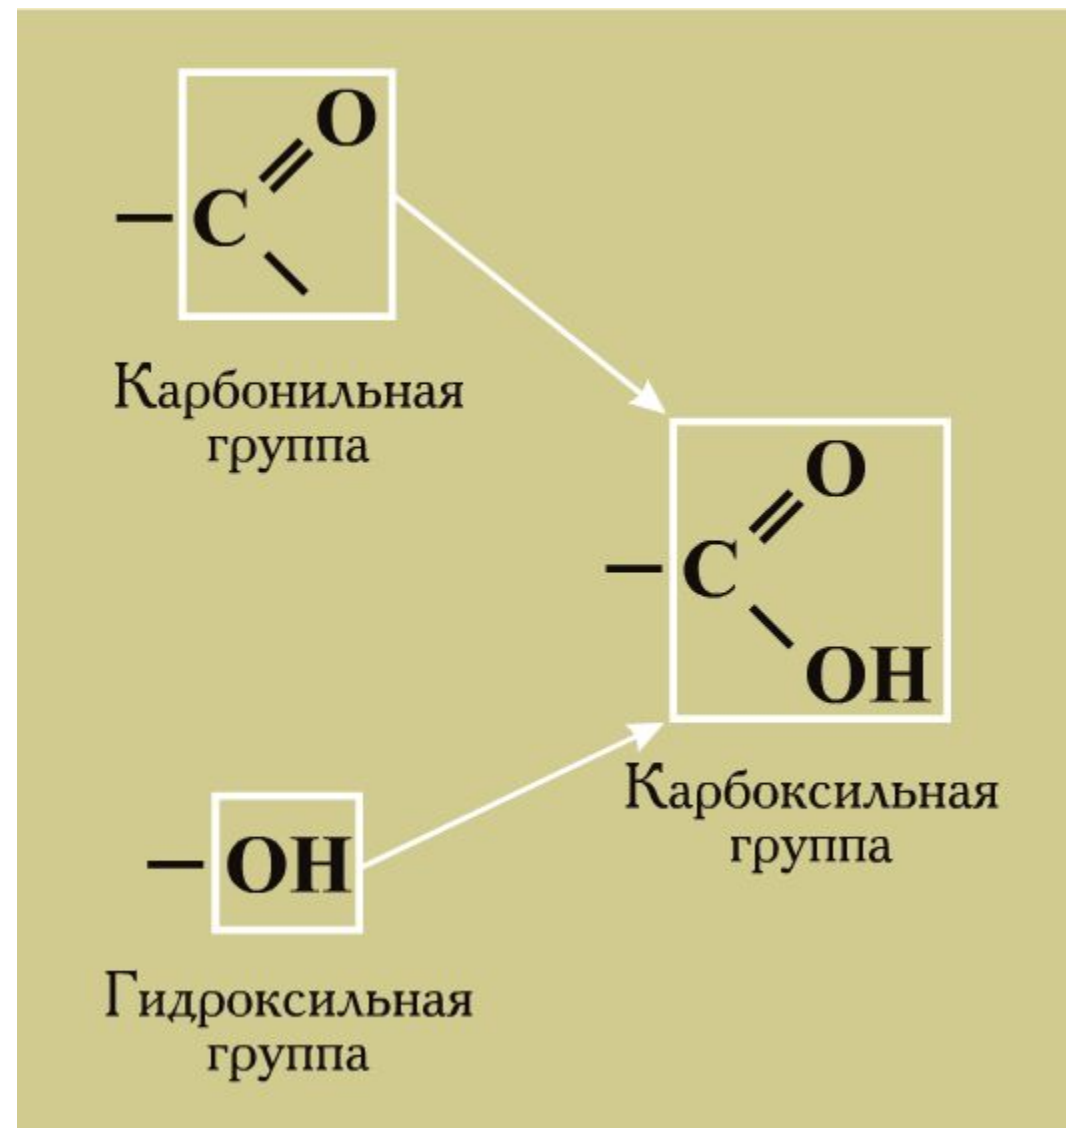 O
C
Карбонильная
группа
O
C
OH
Карбоксильная
группа
OH
Гидроксильная
группа